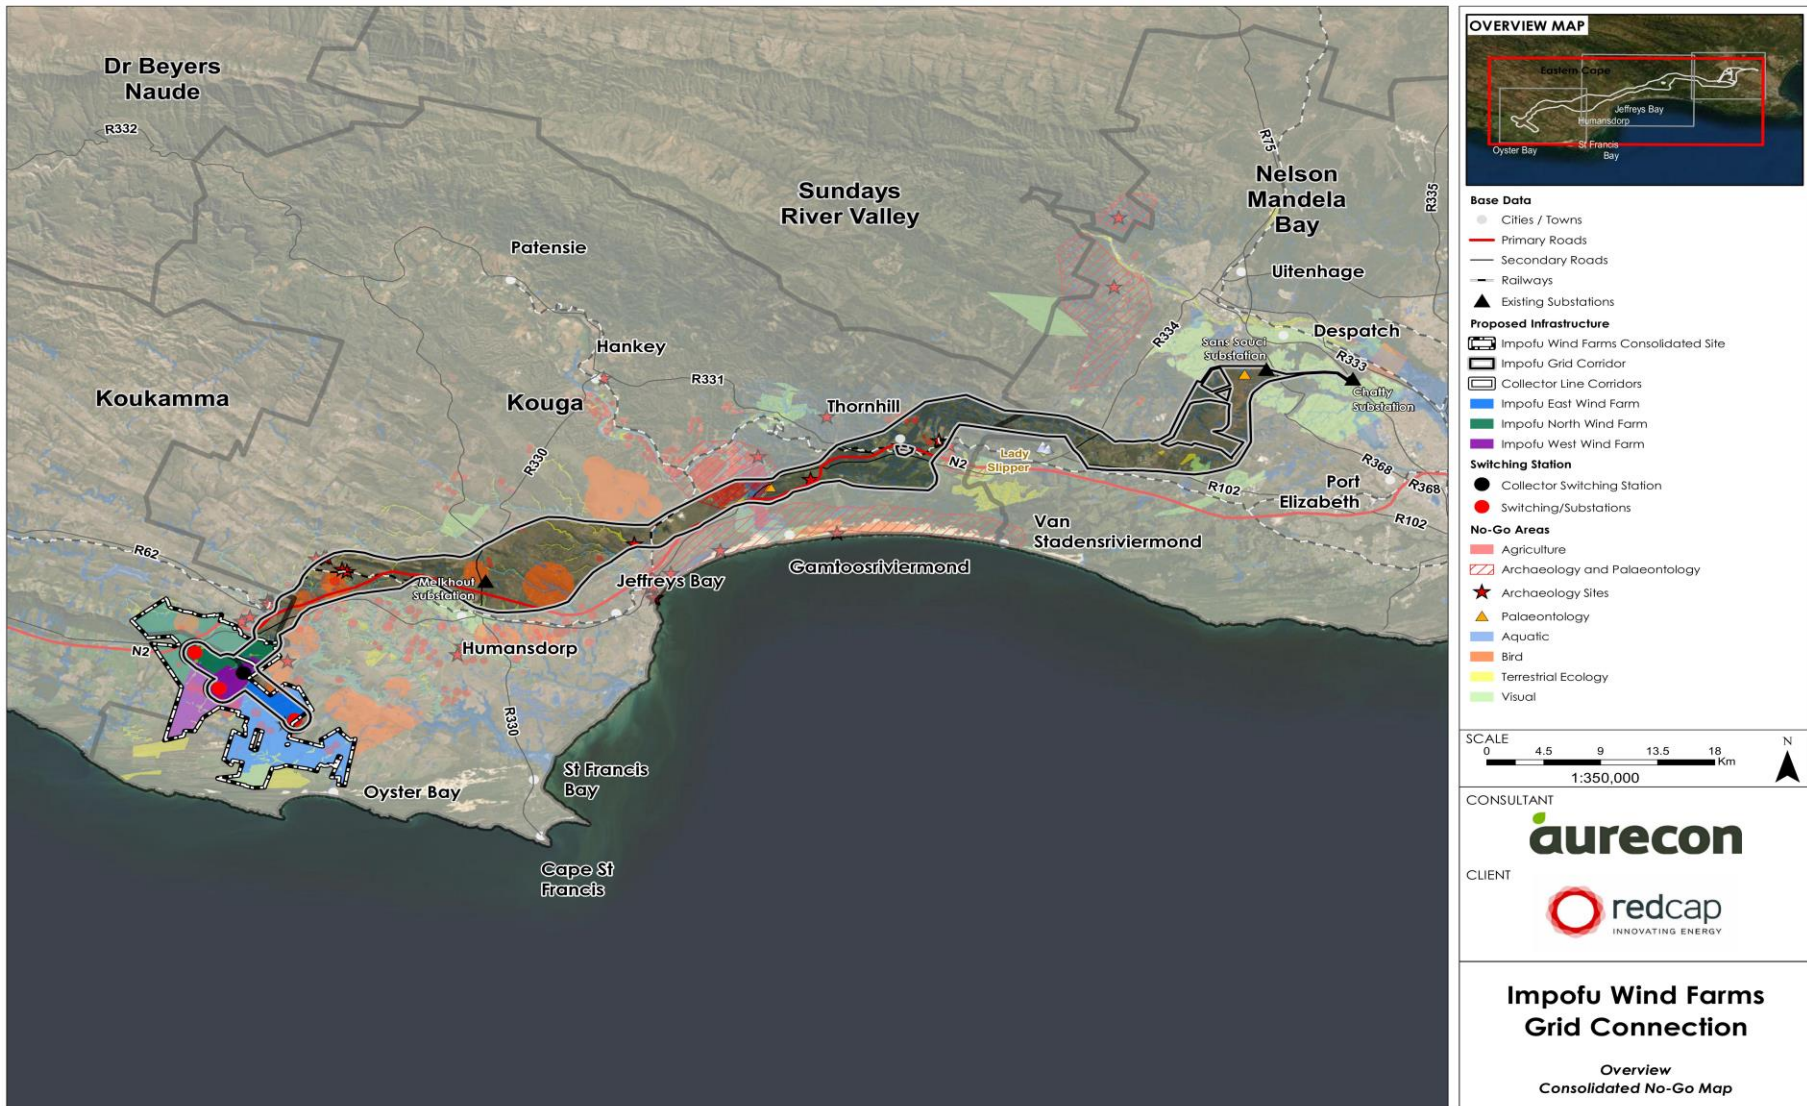 Dr Beyers
Naude
R332
Sundays
River Valley
R75
Nelson
Mandela
Bay
R335
Patensie
Uitenhage
Hankey
R334
Despatch
Sans Souci
Substation
R333
R331
Koukamma
Kouga
Thornhill
Chatty
Substation
R330
N2
Lady
Slipper
R368
R102
Port
Elizabeth
R368
R102
Van
Stadensriviermond
R62
Gamtoosriviermond
Melkhout
Substation
Jeffreys Bay
N2
Humansdorp
R330
St Francis
Bay
Oyster Bay
Cape St
Francis
OVERVIEW MAP
Eastern Cape
Jeffreys Bay
Humansdorp
Oyster Bay
St Francis
Bay
Base Data
Cities / Towns
Primary Roads
Secondary Roads
Railways
Existing Substations
Proposed Infrastructure
Impofu Wind Farms Consolidated Site
Impofu Grid Corridor
Collector Line Corridors
Impofu East Wind Farm
Impofu North Wind Farm
Impofu West Wind Farm
Switching Station
Collector Switching Station
Switching/Substations
No-Go Areas
Agriculture
Archaeology and Palaeontology
Archaeology Sites
Palaeontology
Aquatic
Bird
Terrestrial Ecology
Visual
SCALE
0 4.5 9 13.5 18
Km
1:350,000
N
CONSULTANT
aurecon
CLIENT
redcap
INNOVATING ENERGY
Impofu Wind Farms
Grid Connection
Overview
Consolidated No-Go Map